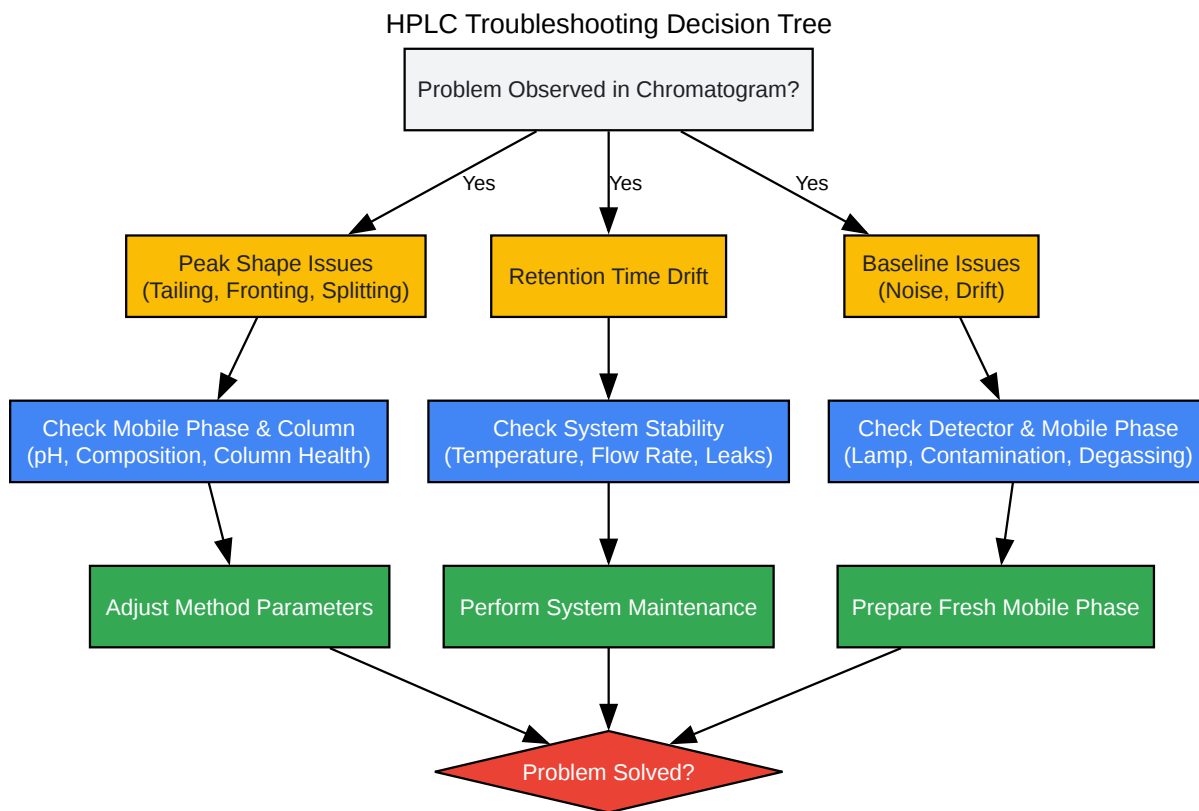 HPLC Troubleshooting Decision Tree
Problem Observed in Chromatogram?
Yes
Yes
Yes
Peak Shape Issues
(Tailing, Fronting, Splitting)
Retention Time Drift
Baseline Issues
(Noise, Drift)
Check Mobile Phase & Column
(pH, Composition, Column Health)
Check System Stability
(Temperature, Flow Rate, Leaks)
Check Detector & Mobile Phase
(Lamp, Contamination, Degassing)
Adjust Method Parameters
Perform System Maintenance
Prepare Fresh Mobile Phase
Problem Solved?